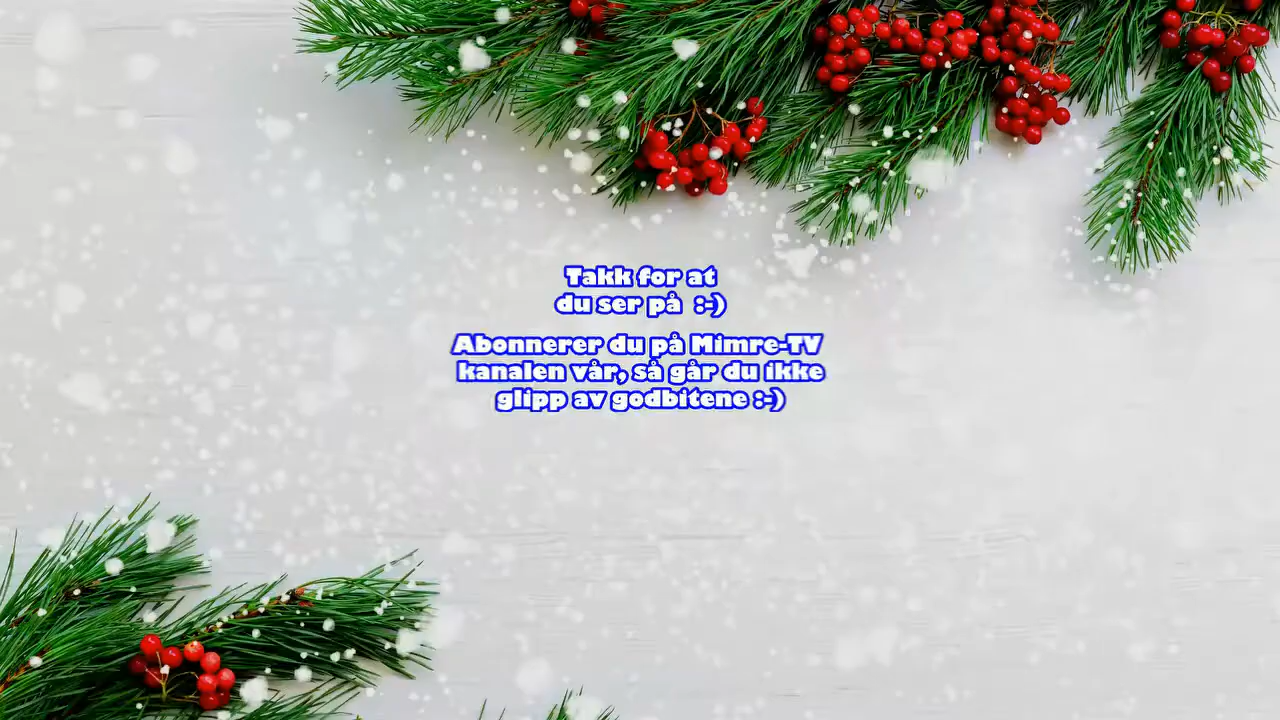 Takk for at
du ser på :-)
Abonnerer du på Mimre-TV
kanalen vår, så går du ikke
glipp av godbitene :-)